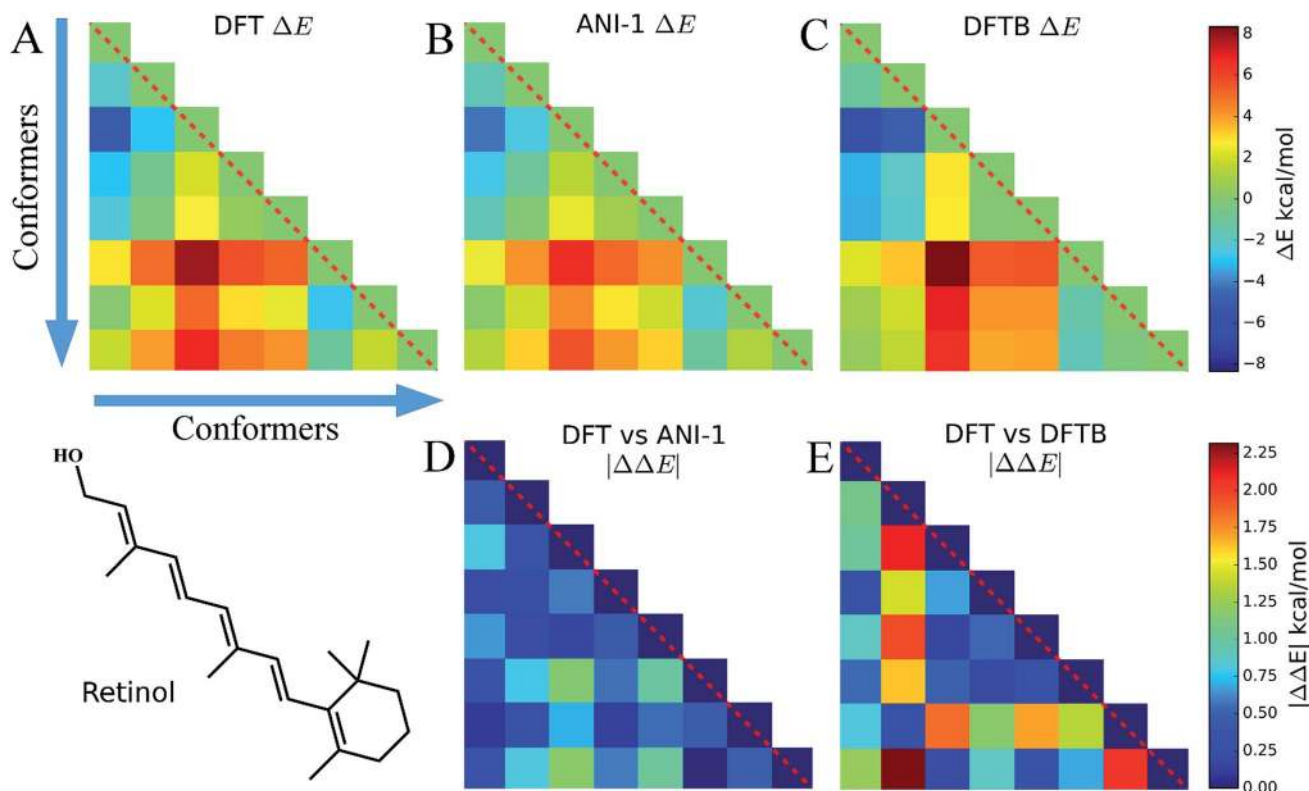 A DFT ΔE
B ANI-1 ΔE
C DFTB ΔE
Conformers
8
6
4
2
0
−2
−4
−6
−8
ΔE kcal/mol
Conformers
HO
Retinol
D DFT vs ANI-1
|ΔΔE|
E DFT vs DFTB
|ΔΔE|
2.25
2.00
1.75
1.50
1.25
1.00
0.75
0.50
0.25
0.00
|ΔΔE| kcal/mol